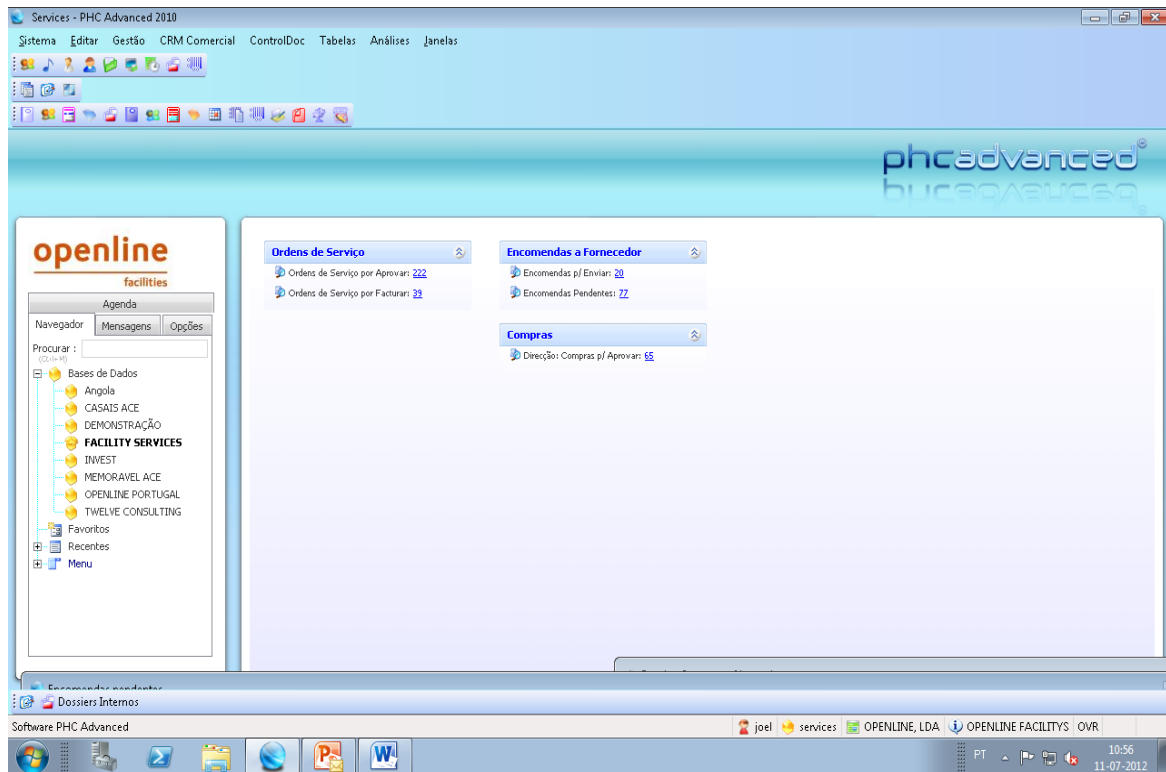 Services - PHC Advanced 2010
Sistema Editar Gestão CRM Comercial ControlDoc Tabelas Análises Janelas
phcadvanced®
openline
facilities
Agenda
Navegador Mensagens Opções
Procurar :
(Ctrl+M)
Bases de Dados
Angola
CASAIS ACE
DEMONSTRAÇÃO
FACILITY SERVICES
INVEST
MEMORAVEL ACE
OPENLINE PORTUGAL
TWELVE CONSULTING
Favoritos
Recentes
Menu
Ordens de Serviço
Ordens de Serviço por Aprovar: 222
Ordens de Serviço por Facturar: 39
Encomendas a Fornecedor
Encomendas p/ Enviar: 20
Encomendas Pendentes: 77
Compras
Direcção: Compras p/ Aprovar: 65
Encomendas pendentes
Dossiers Internos
Software PHC Advanced
joel services OPENLINE, LDA OPENLINE FACILITYS OVR
PT
10:56
11-07-2012